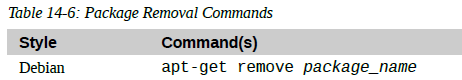 Table 14-6: Package Removal Commands
Style Command(s)
Debian apt-get remove package_name